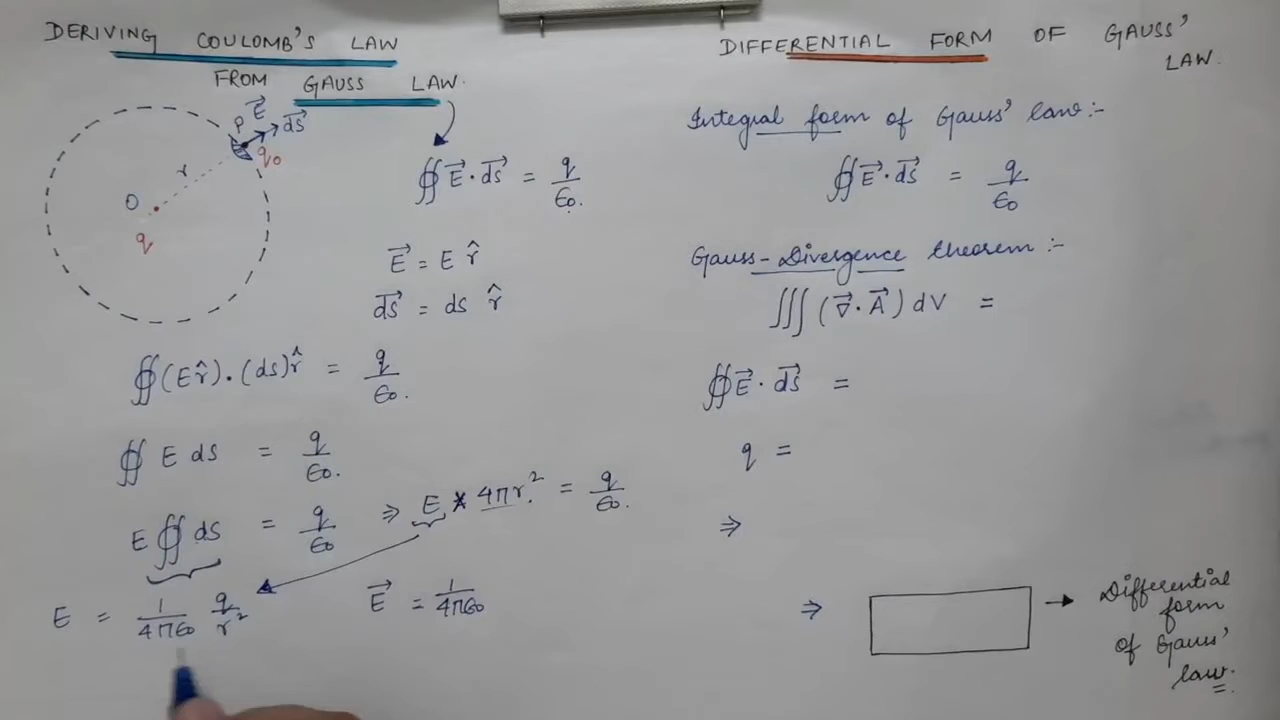 DERIVING COULOMB'S LAW
FROM GAUSS LAW.
P E⃗ ds⃗
q₀
r
O
q
∯ E⃗ · ds⃗ = q/ε₀.
E⃗ = E r̂
ds⃗ = ds r̂
∯ (E r̂) · (ds) r̂ = q/ε₀.
∯ E ds = q/ε₀.
E ∯ ds = q/ε₀ ⇒ E × 4πr² = q/ε₀.
E = 1/4πε₀ q/r² E⃗ = 1/4πε₀
DIFFERENTIAL FORM OF GAUSS'
LAW.
Integral form of Gauss' law:-
∯ E⃗ · ds⃗ = q/ε₀
Gauss-Divergence theorem:-
∭ (∇⃗ · A⃗) dV =
∯ E⃗ · ds⃗ =
q =
⇒
⇒ → Differential
form
of Gauss'
law.